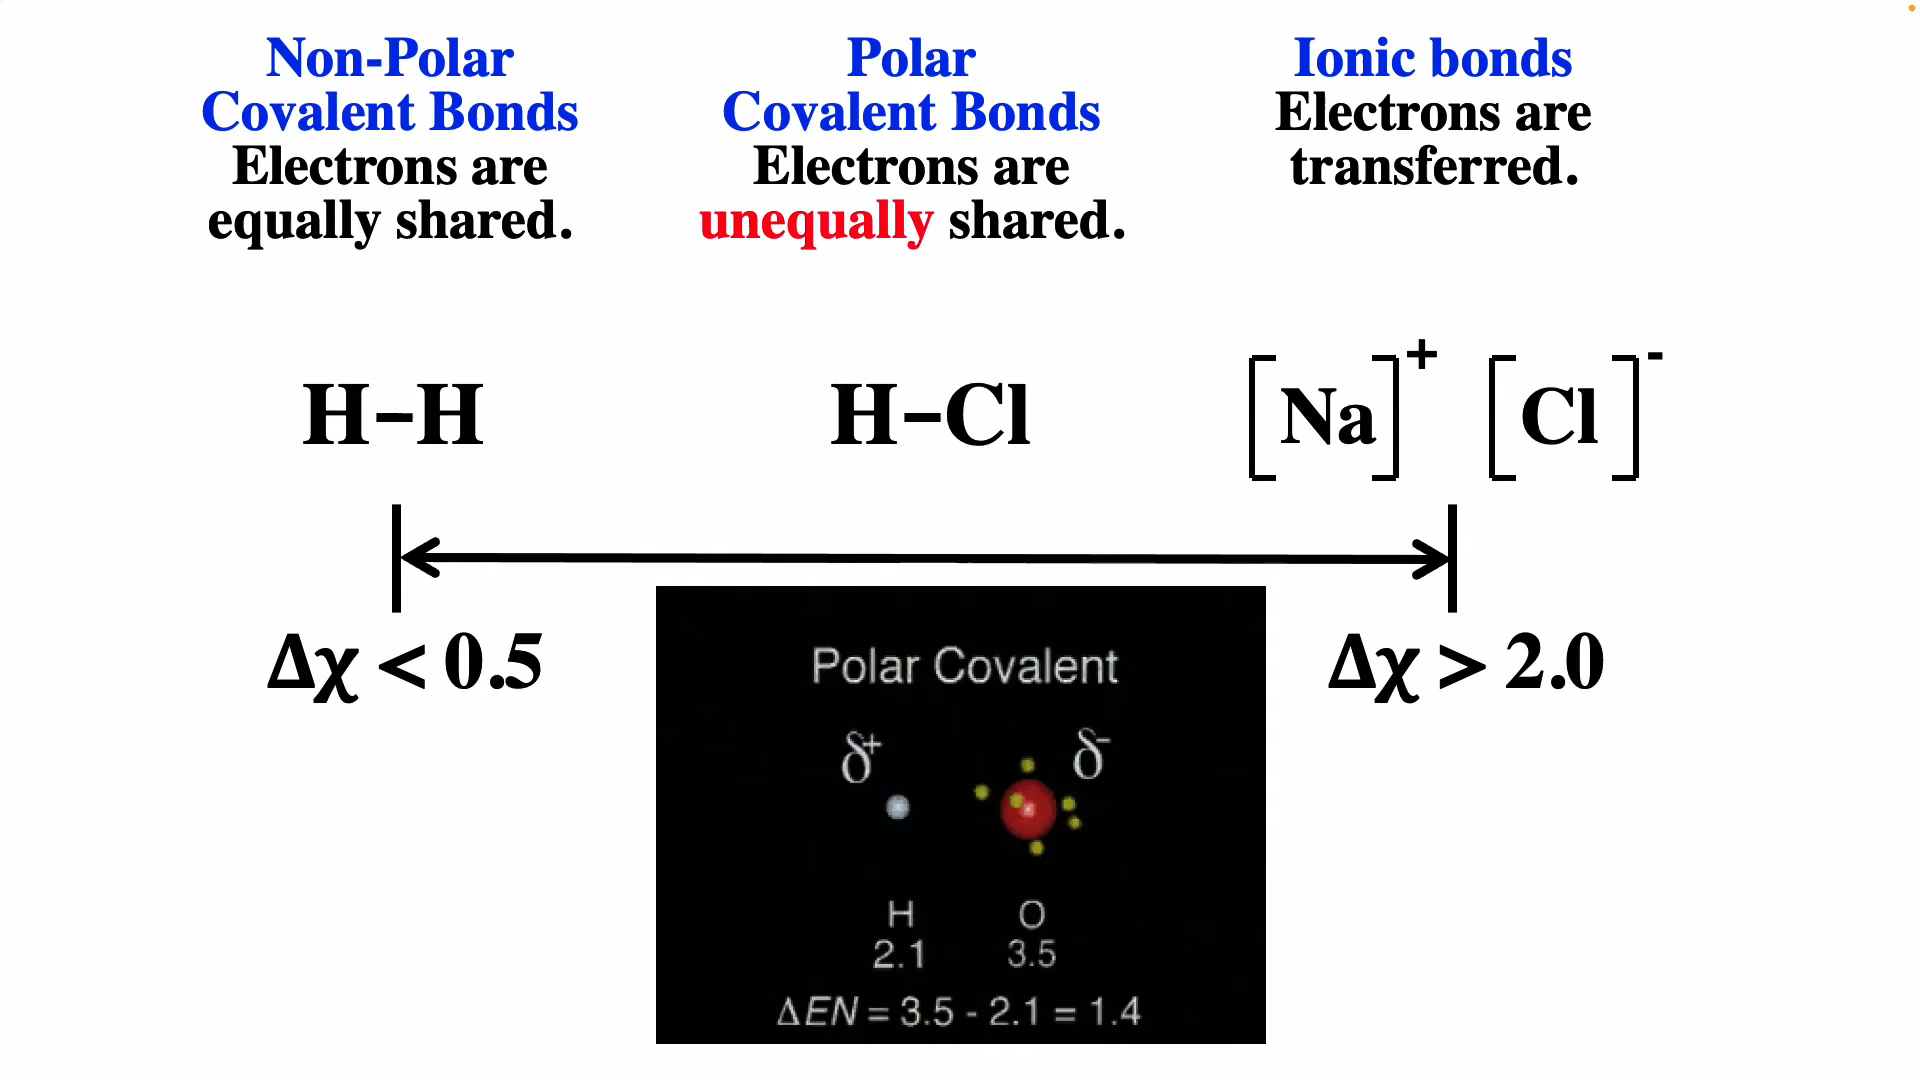 Non-Polar
Covalent Bonds
Electrons are
equally shared.
Polar
Covalent Bonds
Electrons are
unequally shared.
Ionic bonds
Electrons are
transferred.
H–H
H–Cl
[Na]⁺ [Cl]⁻
Δχ < 0.5
Polar Covalent
δ⁺ δ⁻
H O
2.1 3.5
ΔEN = 3.5 - 2.1 = 1.4
Δχ > 2.0